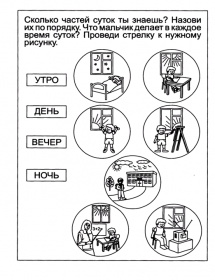 Сколько частей суток ты знаешь? Назови
их по порядку. Что мальчик делает в каждое
время суток? Проведи стрелку к нужному
рисунку.
УТРО
ДЕНЬ
ВЕЧЕР
НОЧЬ